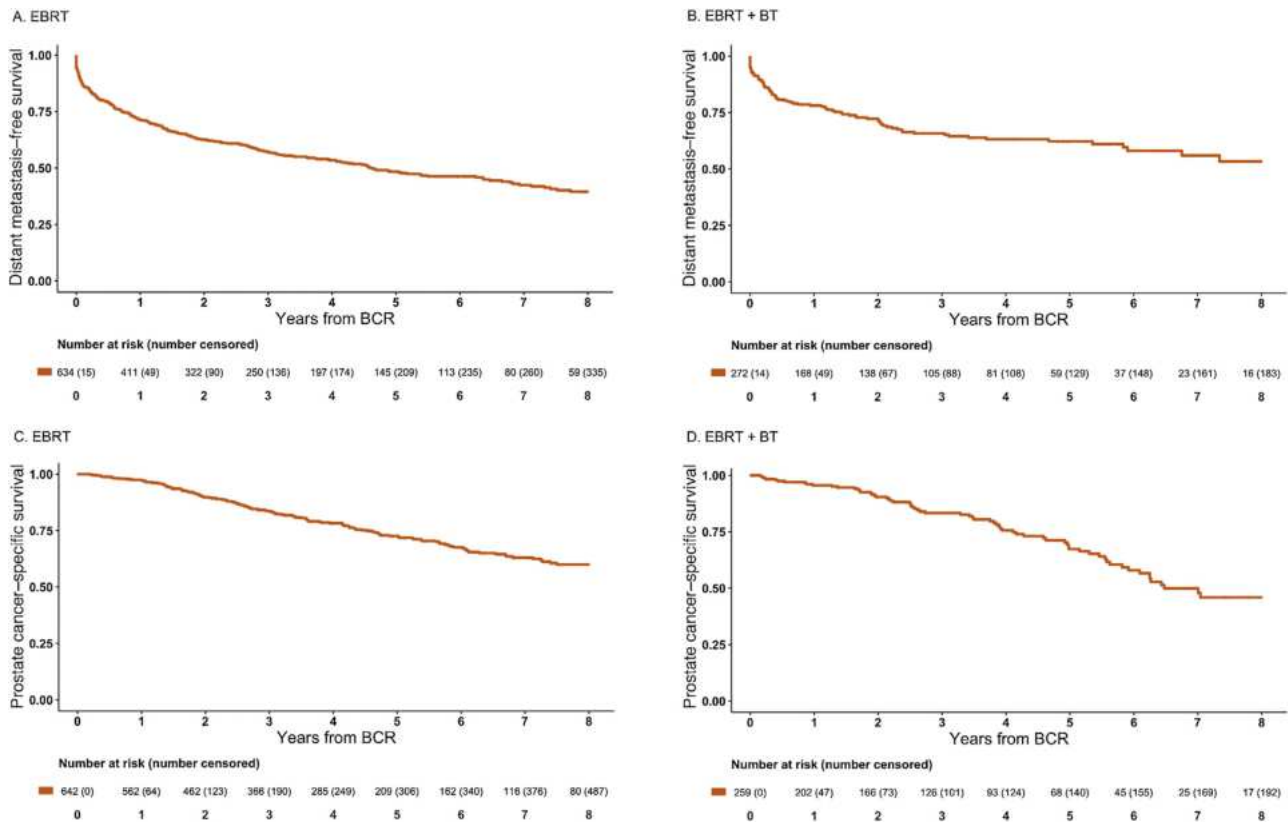 A. EBRT
Distant metastasis–free survival
1.00
0.75
0.50
0.25
0.00
0 1 2 3 4 5 6 7 8
Years from BCR
Number at risk (number censored)
634 (15) 411 (49) 322 (90) 250 (136) 197 (174) 145 (209) 113 (235) 80 (260) 59 (335)
0 1 2 3 4 5 6 7 8
B. EBRT + BT
Distant metastasis–free survival
1.00
0.75
0.50
0.25
0.00
0 1 2 3 4 5 6 7 8
Years from BCR
Number at risk (number censored)
272 (14) 168 (49) 138 (67) 105 (88) 81 (108) 59 (129) 37 (148) 23 (161) 16 (183)
0 1 2 3 4 5 6 7 8
C. EBRT
Prostate cancer–specific survival
1.00
0.75
0.50
0.25
0.00
0 1 2 3 4 5 6 7 8
Years from BCR
Number at risk (number censored)
642 (0) 562 (64) 462 (123) 366 (190) 285 (249) 209 (306) 162 (340) 116 (376) 80 (487)
0 1 2 3 4 5 6 7 8
D. EBRT + BT
Prostate cancer–specific survival
1.00
0.75
0.50
0.25
0.00
0 1 2 3 4 5 6 7 8
Years from BCR
Number at risk (number censored)
259 (0) 202 (47) 166 (73) 126 (101) 93 (124) 68 (140) 45 (155) 25 (169) 17 (192)
0 1 2 3 4 5 6 7 8